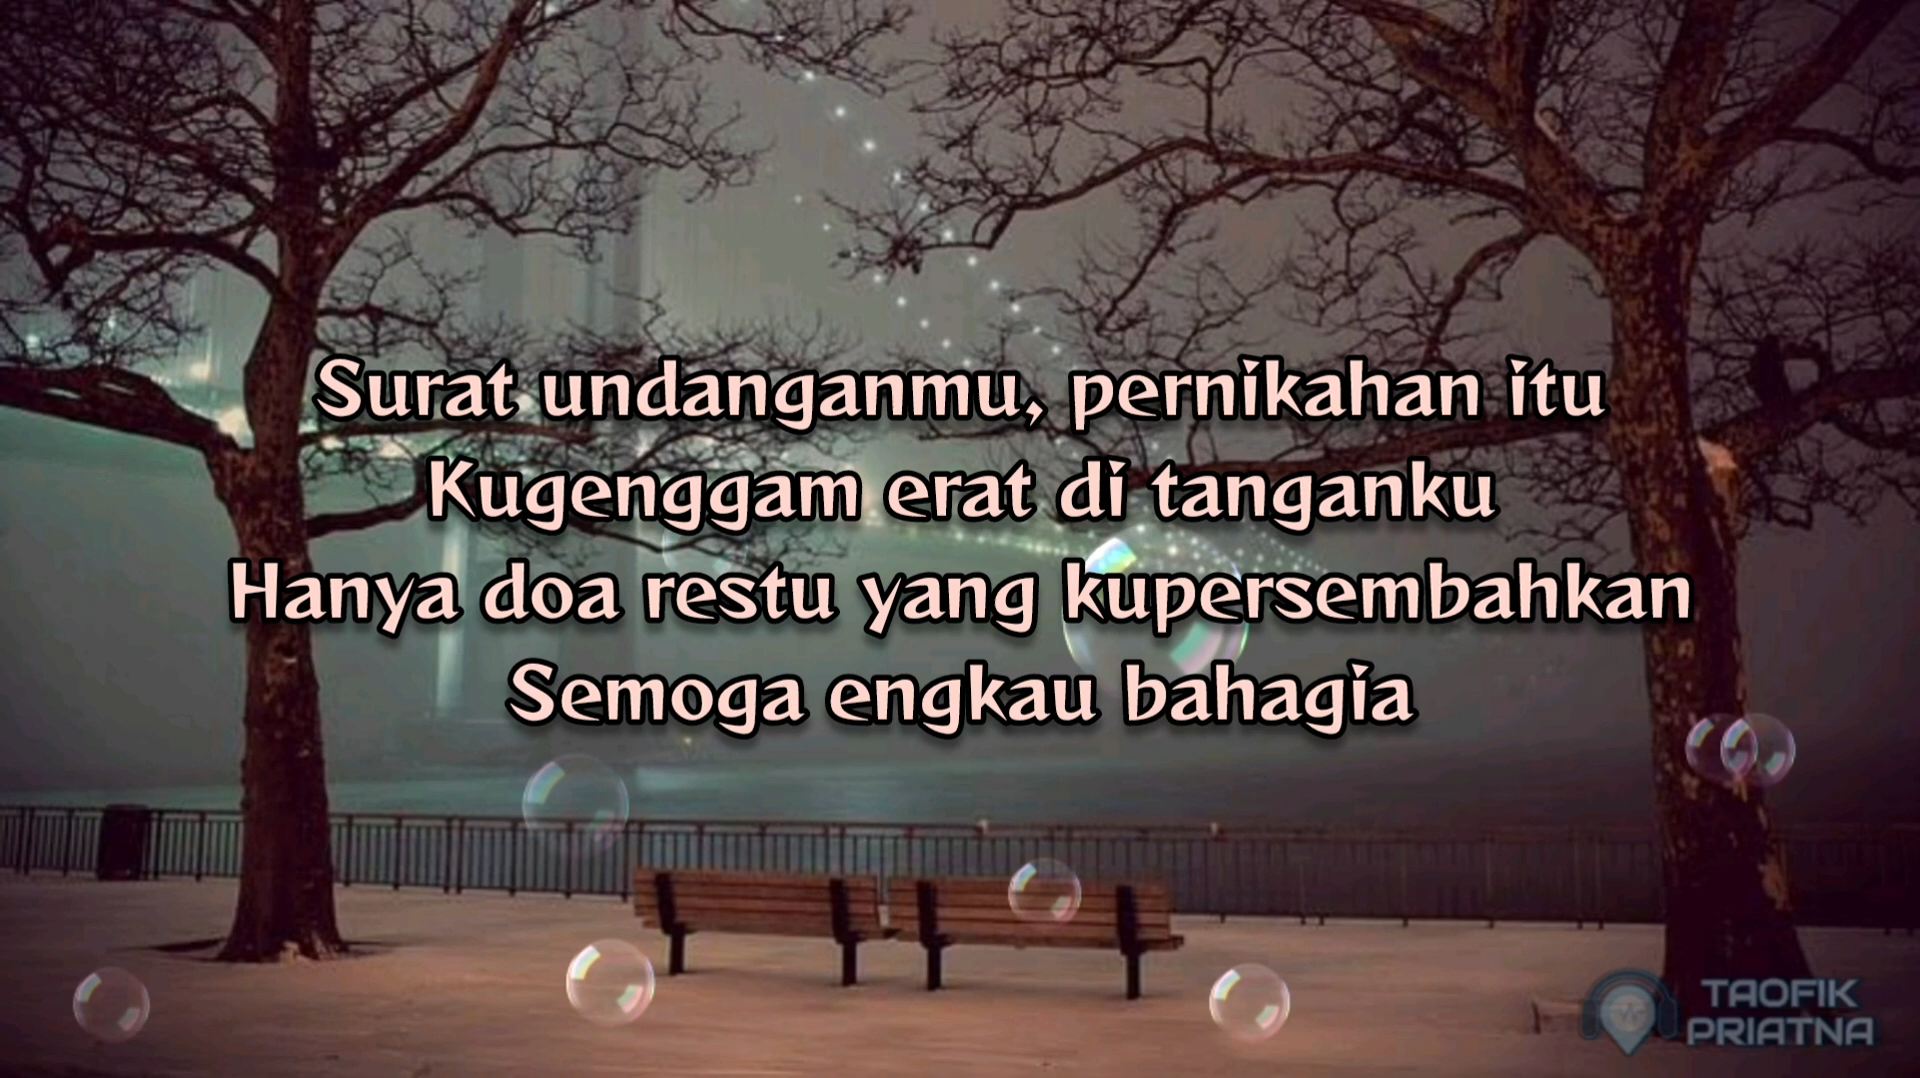 Surat undanganmu, pernikahan itu
Kugenggam erat di tanganku
Hanya doa restu yang kupersembahkan
Semoga engkau bahagia
TAOFIK
PRIATNA